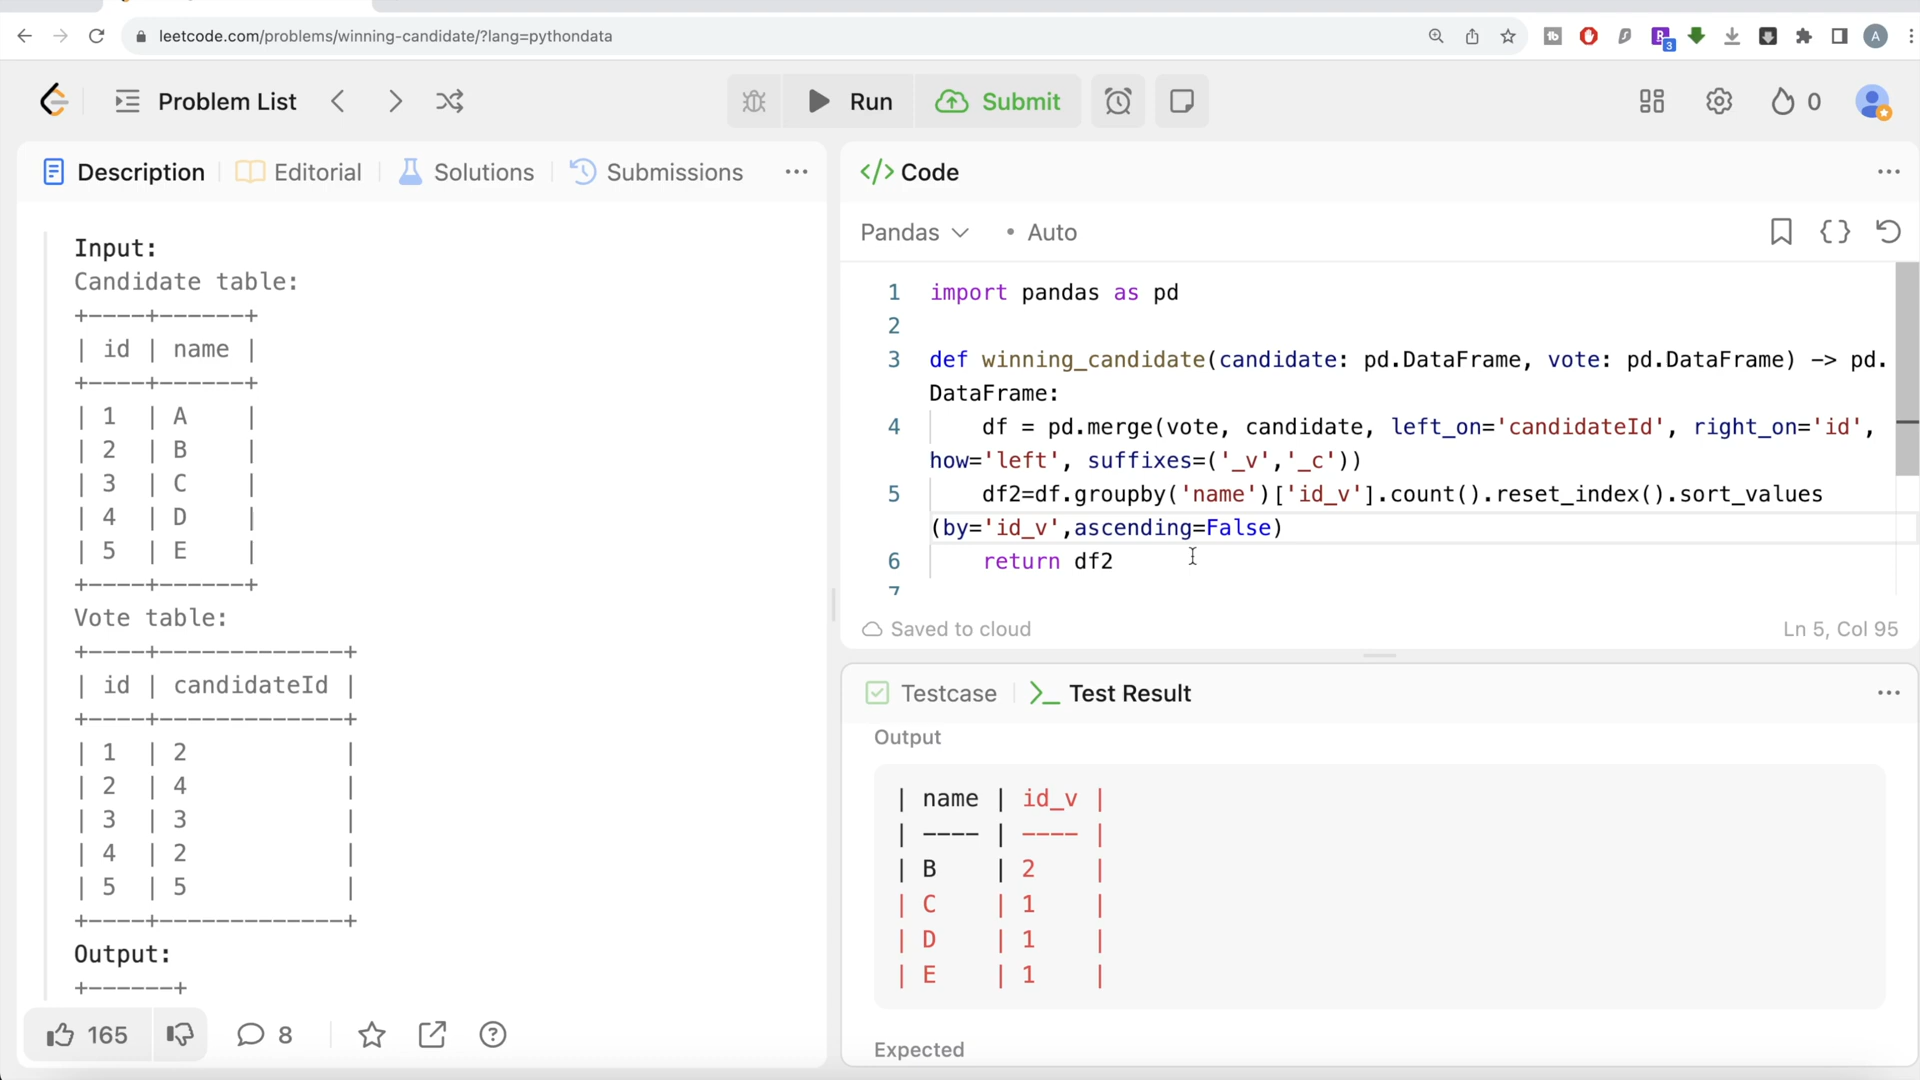 leetcode.com/problems/winning-candidate/?lang=pythondata
3
A
Problem List
Run
Submit
0
Description
Editorial
Solutions
Submissions
Input:
Candidate table:
+----+------+
| id | name |
+----+------+
| 1  | A    |
| 2  | B    |
| 3  | C    |
| 4  | D    |
| 5  | E    |
+----+------+
Vote table:
+----+-------------+
| id | candidateId |
+----+-------------+
| 1  | 2           |
| 2  | 4           |
| 3  | 3           |
| 4  | 2           |
| 5  | 5           |
+----+-------------+
Output:
+------+
165
8
</> Code
Pandas
• Auto
1 import pandas as pd
2
3 def winning_candidate(candidate: pd.DataFrame, vote: pd.DataFrame) -> pd.
DataFrame:
4 df = pd.merge(vote, candidate, left_on='candidateId', right_on='id',
how='left', suffixes=('_v','_c'))
5 df2=df.groupby('name')['id_v'].count().reset_index().sort_values
(by='id_v',ascending=False)
6 return df2
7
Saved to cloud
Ln 5, Col 95
Testcase
Test Result
Output
| name | id_v |
| ---- | ---- |
| B    | 2    |
| C    | 1    |
| D    | 1    |
| E    | 1    |
Expected